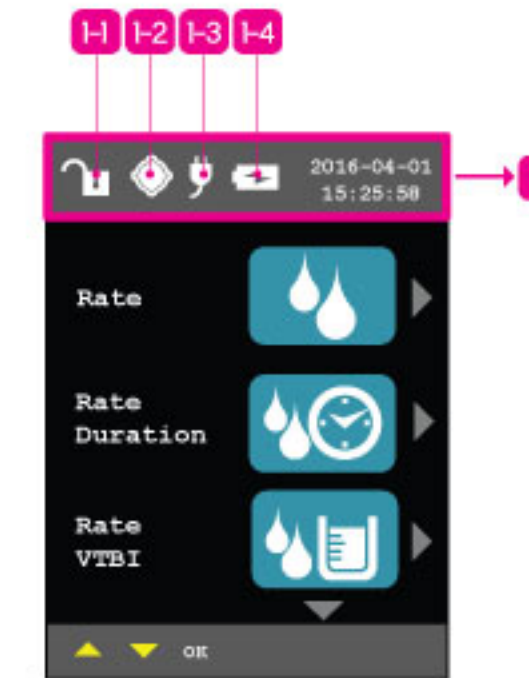 1-1 1-2 1-3 1-4
2016-04-01
15:25:58
Rate
Rate
Duration
Rate
VTBI
OK